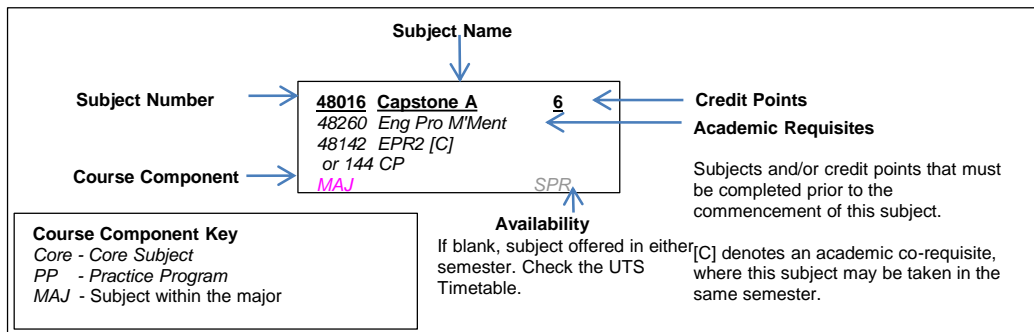 Subject Name
Subject Number
48016 Capstone A 6
48260 Eng Pro M'Ment
48142 EPR2 [C]
or 144 CP
MAJ SPR
Course Component
Credit Points
Academic Requisites
Subjects and/or credit points that must
be completed prior to the
commencement of this subject.
[C] denotes an academic co-requisite,
where this subject may be taken in the
same semester.
Availability
If blank, subject offered in either
semester. Check the UTS
Timetable.
Course Component Key
Core - Core Subject
PP - Practice Program
MAJ - Subject within the major